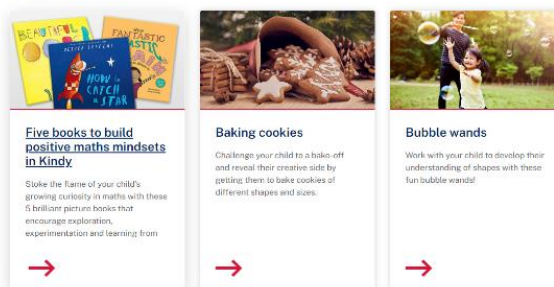 BEAUTIFUL
FANTASTIC
HOW to
CATCH
a STAR
Five books to build
positive maths mindsets
in Kindy
Stoke the flame of your child's
growing curiosity in maths with these
5 brilliant picture books that
encourage exploration,
experimentation and learning from
Baking cookies
Challenge your child to a bake-off
and reveal their creative side by
getting them to bake cookies of
different shapes and sizes.
Bubble wands
Work with your child to develop their
understanding of shapes with these
fun bubble wands!